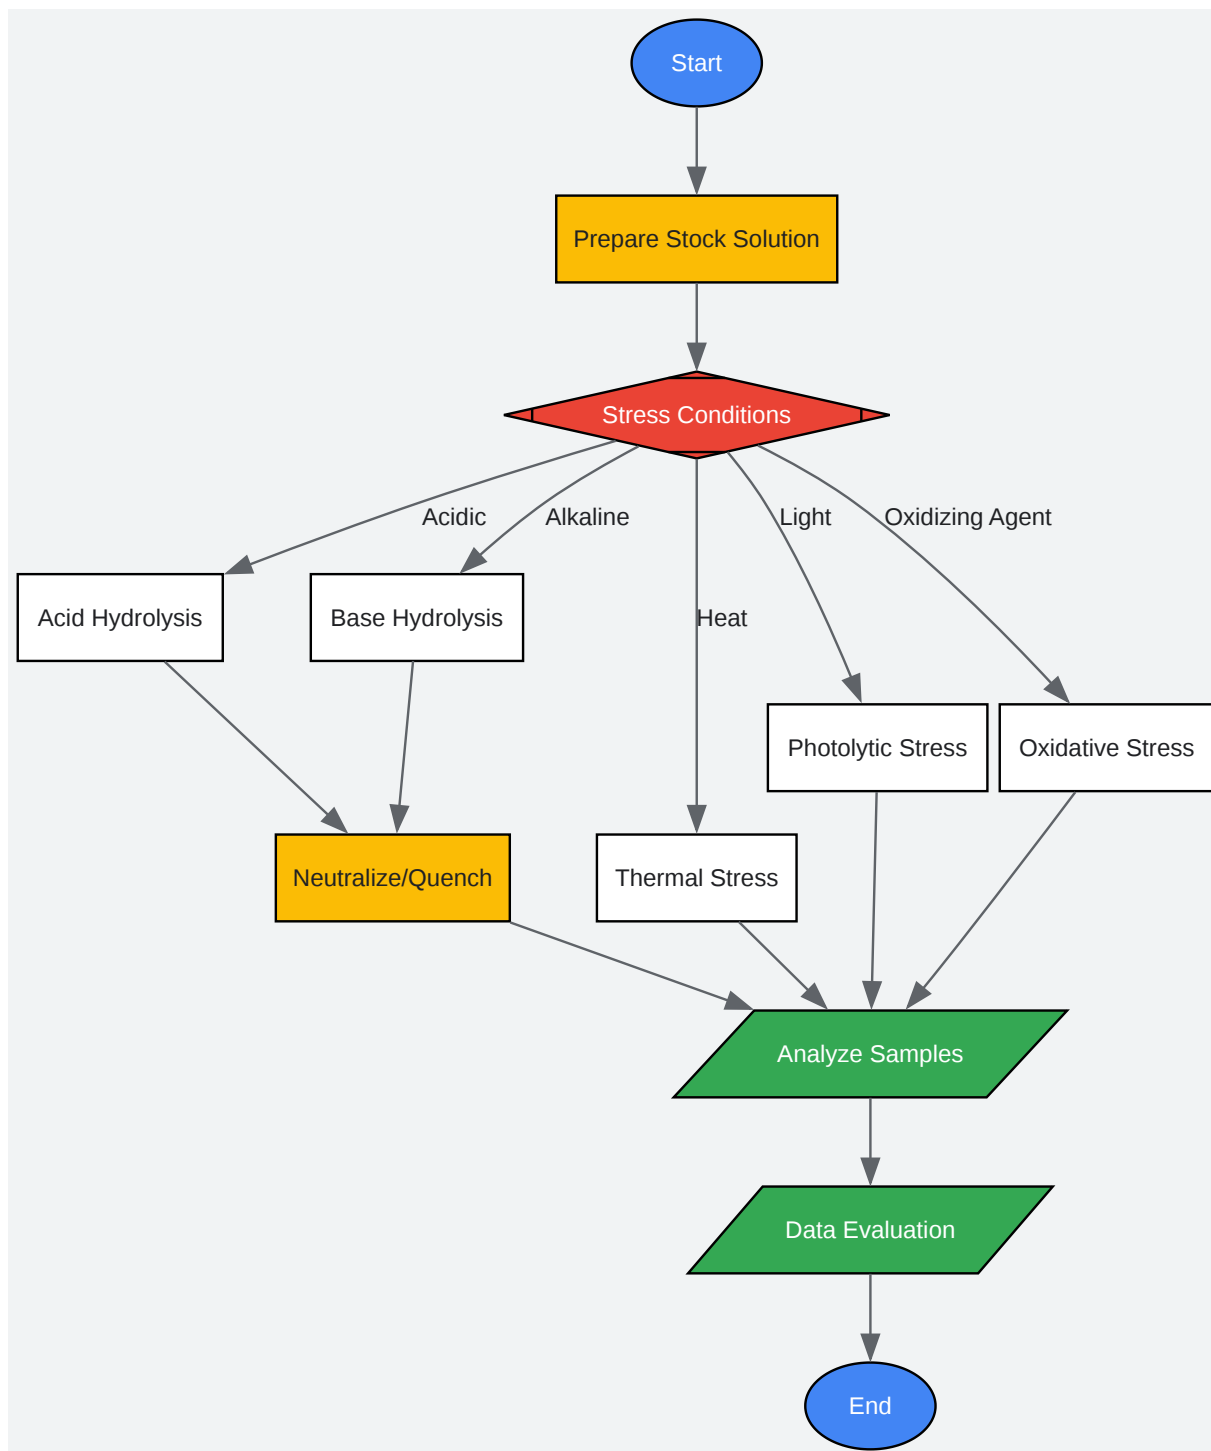 Start
Prepare Stock Solution
Stress Conditions
Acidic
Alkaline
Light
Oxidizing Agent
Acid Hydrolysis
Base Hydrolysis
Heat
Photolytic Stress
Oxidative Stress
Neutralize/Quench
Thermal Stress
Analyze Samples
Data Evaluation
End